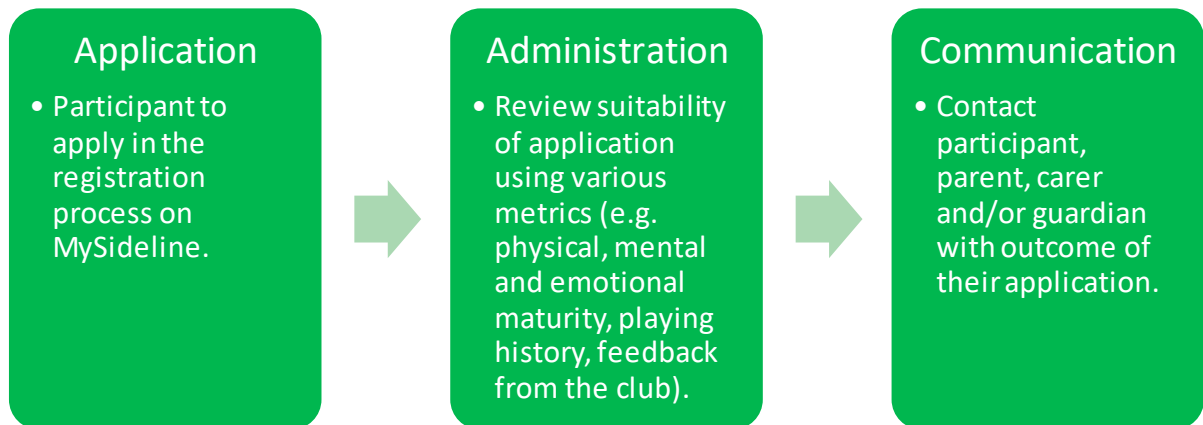 Application
• Participant to
apply in the
registration
process on
MySideline.
Administration
• Review suitability
of application
using various
metrics (e.g.
physical, mental
and emotional
maturity, playing
history, feedback
from the club).
Communication
• Contact
participant,
parent, carer
and/or guardian
with outcome of
their application.